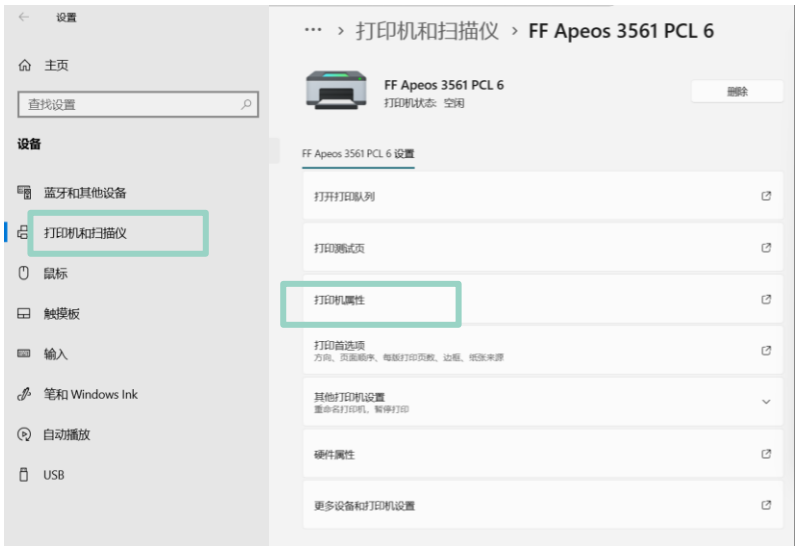 设置
主页
查找设置
设备
蓝牙和其他设备
打印机和扫描仪
鼠标
触摸板
输入
笔和 Windows Ink
自动播放
USB
··· › 打印机和扫描仪 › FF Apeos 3561 PCL 6
FF Apeos 3561 PCL 6
打印机状态: 空闲
删除
FF Apeos 3561 PCL 6 设置
打开打印队列
打印测试页
打印机属性
打印首选项
方向、页面顺序、每版打印页数、边框、纸张来源
其他打印机设置
重命名打印机，暂停打印
硬件属性
更多设备和打印机设置